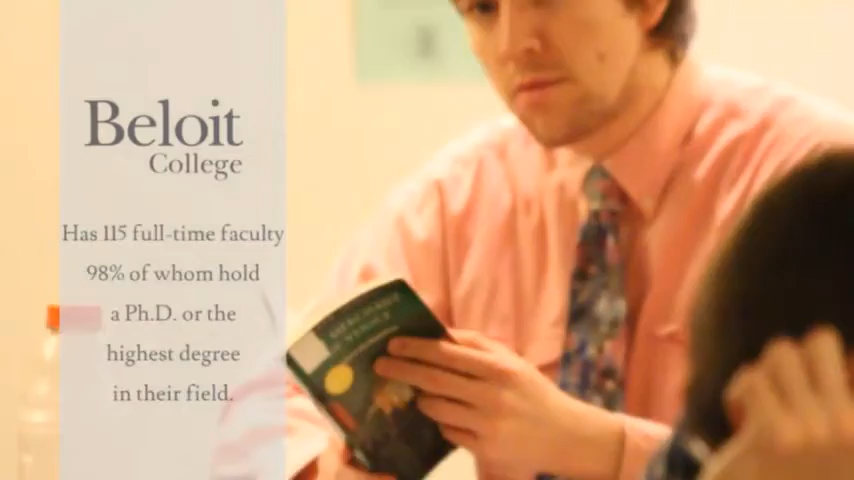 Beloit
College
Has 115 full-time faculty
98% of whom hold
a Ph.D. or the
highest degree
in their field.